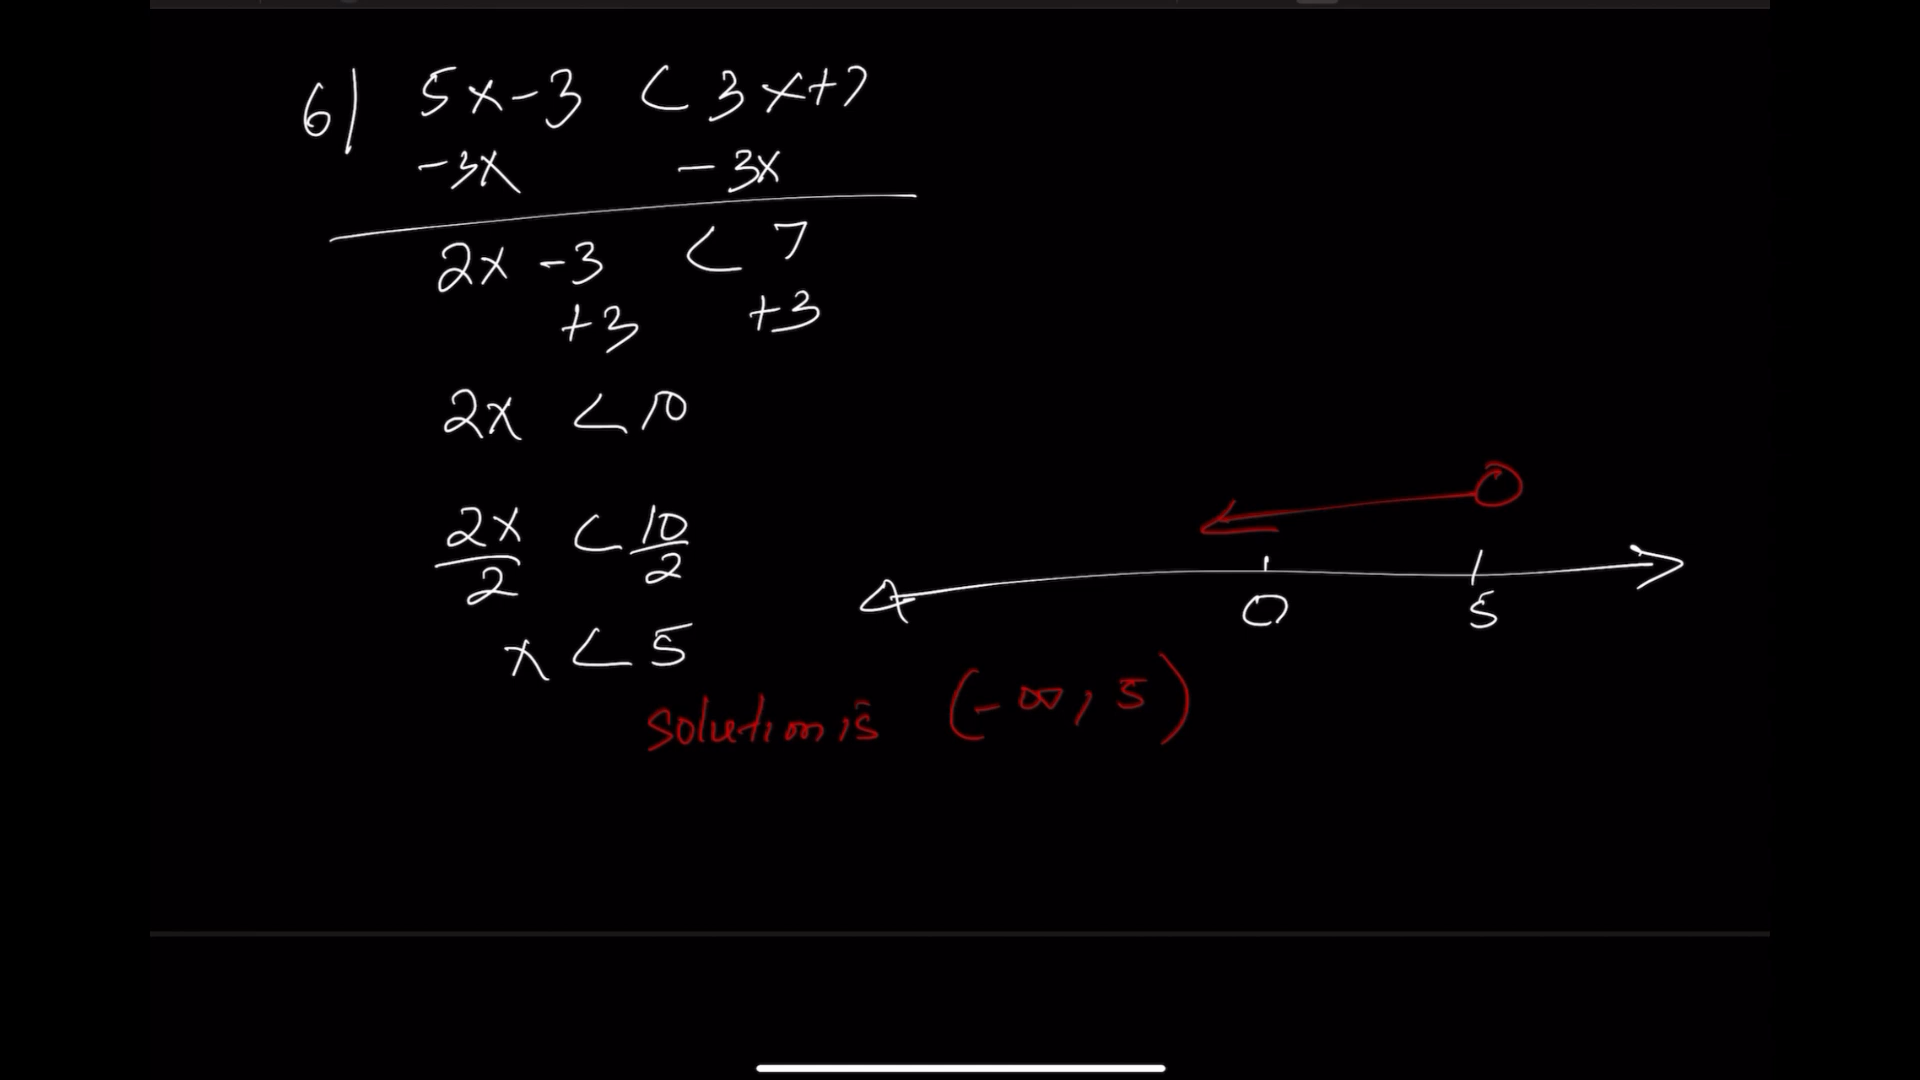 6) 5x-3 < 3x+7
-3x -3x
2x -3 < 7
+3 +3
2x < 10
2x/2 < 10/2
x < 5
0 5
solution is (-∞, 5)